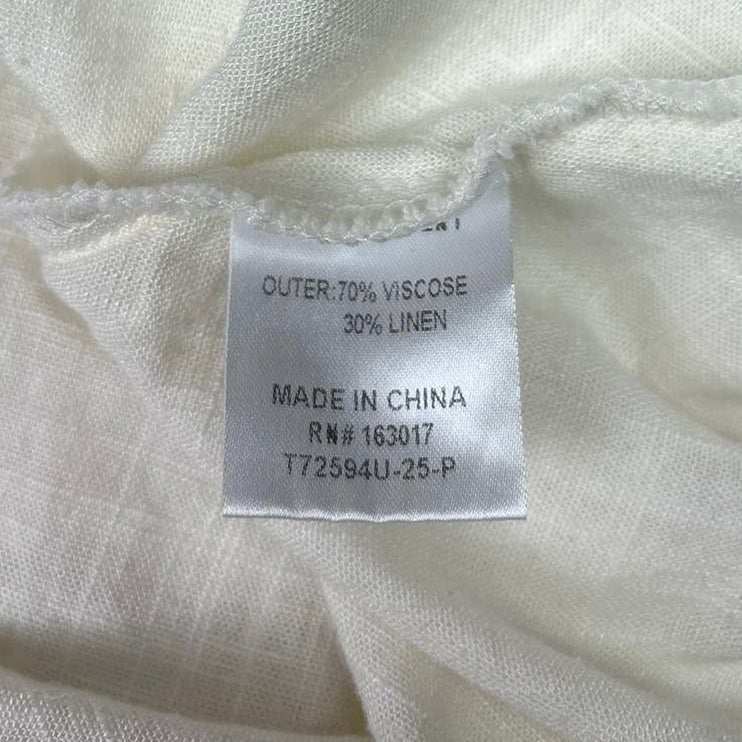 OUTER:70% VISCOSE
30% LINEN
MADE IN CHINA
RN# 163017
T72594U-25-P